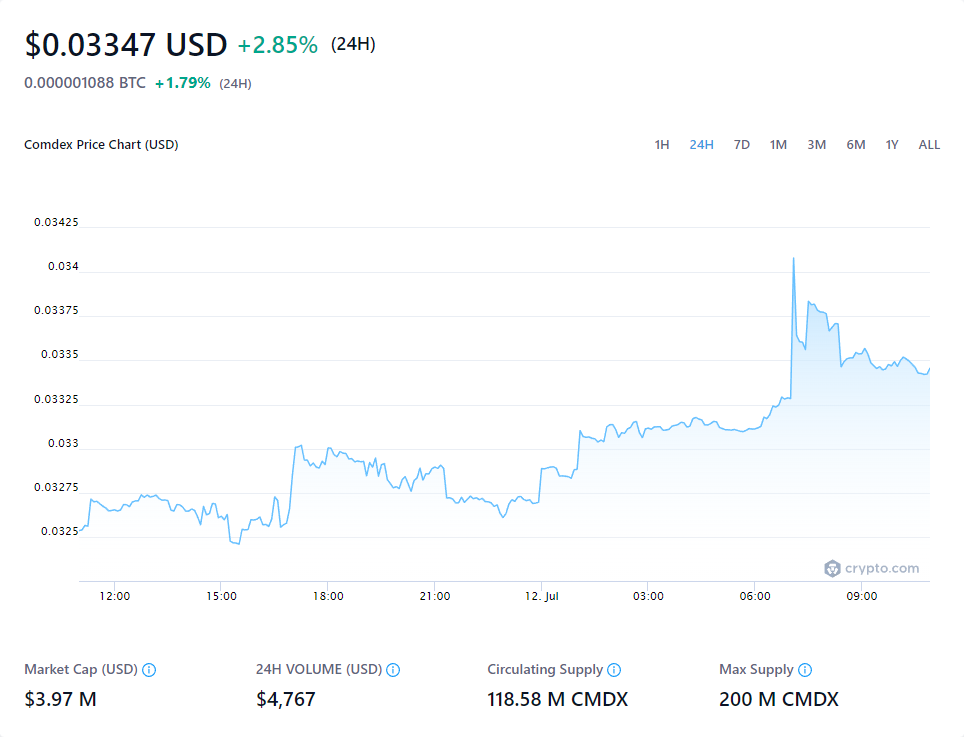 $0.03347 USD +2.85% (24H)
0.000001088 BTC +1.79% (24H)
Comdex Price Chart (USD) 1H 24H 7D 1M 3M 6M 1Y ALL
0.03425
0.034
0.03375
0.0335
0.03325
0.033
0.03275
0.0325
crypto.com
12:00 15:00 18:00 21:00 12. Jul 03:00 06:00 09:00
Market Cap (USD) 24H VOLUME (USD) Circulating Supply Max Supply
$3.97 M $4,767 118.58 M CMDX 200 M CMDX